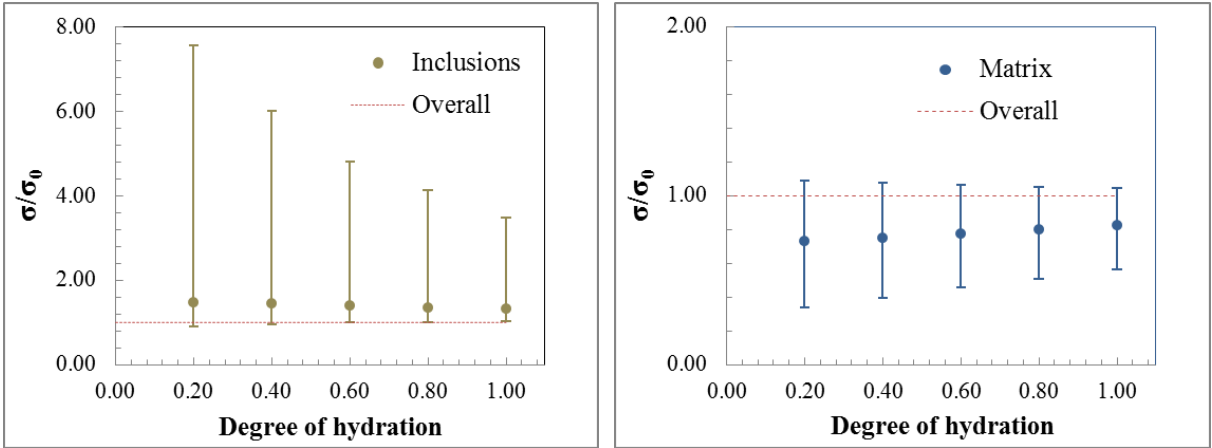 8.00
6.00
4.00
2.00
0.00
σ/σ0
Inclusions
Overall
0.00 0.20 0.40 0.60 0.80 1.00
Degree of hydration
2.00
1.00
0.00
σ/σ0
Matrix
Overall
0.00 0.20 0.40 0.60 0.80 1.00
Degree of hydration